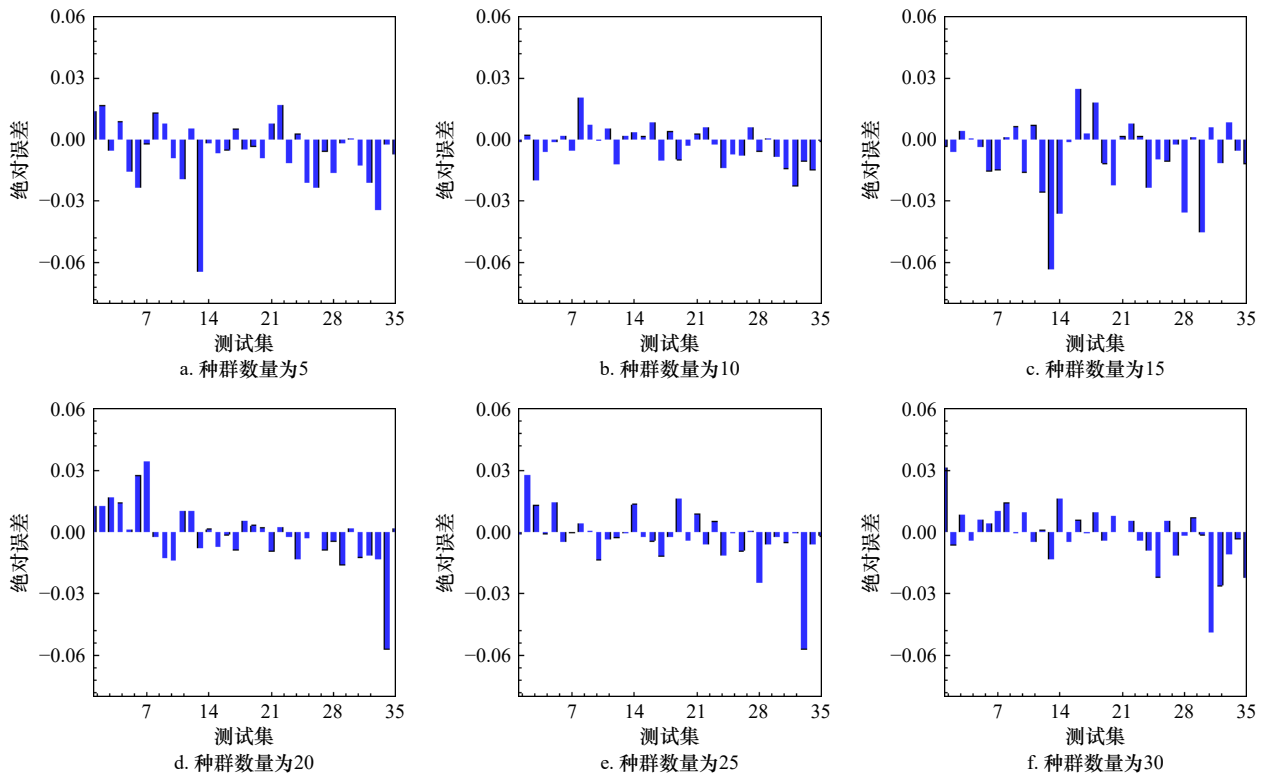 0.06
0.03
0.00
−0.03
−0.06
绝对误差
7 14 21 28 35
测试集
a. 种群数量为5
0.06
0.03
0.00
−0.03
−0.06
绝对误差
7 14 21 28 35
测试集
b. 种群数量为10
0.06
0.03
0.00
−0.03
−0.06
绝对误差
7 14 21 28 35
测试集
c. 种群数量为15
0.06
0.03
0.00
−0.03
−0.06
绝对误差
7 14 21 28 35
测试集
d. 种群数量为20
0.06
0.03
0.00
−0.03
−0.06
绝对误差
7 14 21 28 35
测试集
e. 种群数量为25
0.06
0.03
0.00
−0.03
−0.06
绝对误差
7 14 21 28 35
测试集
f. 种群数量为30